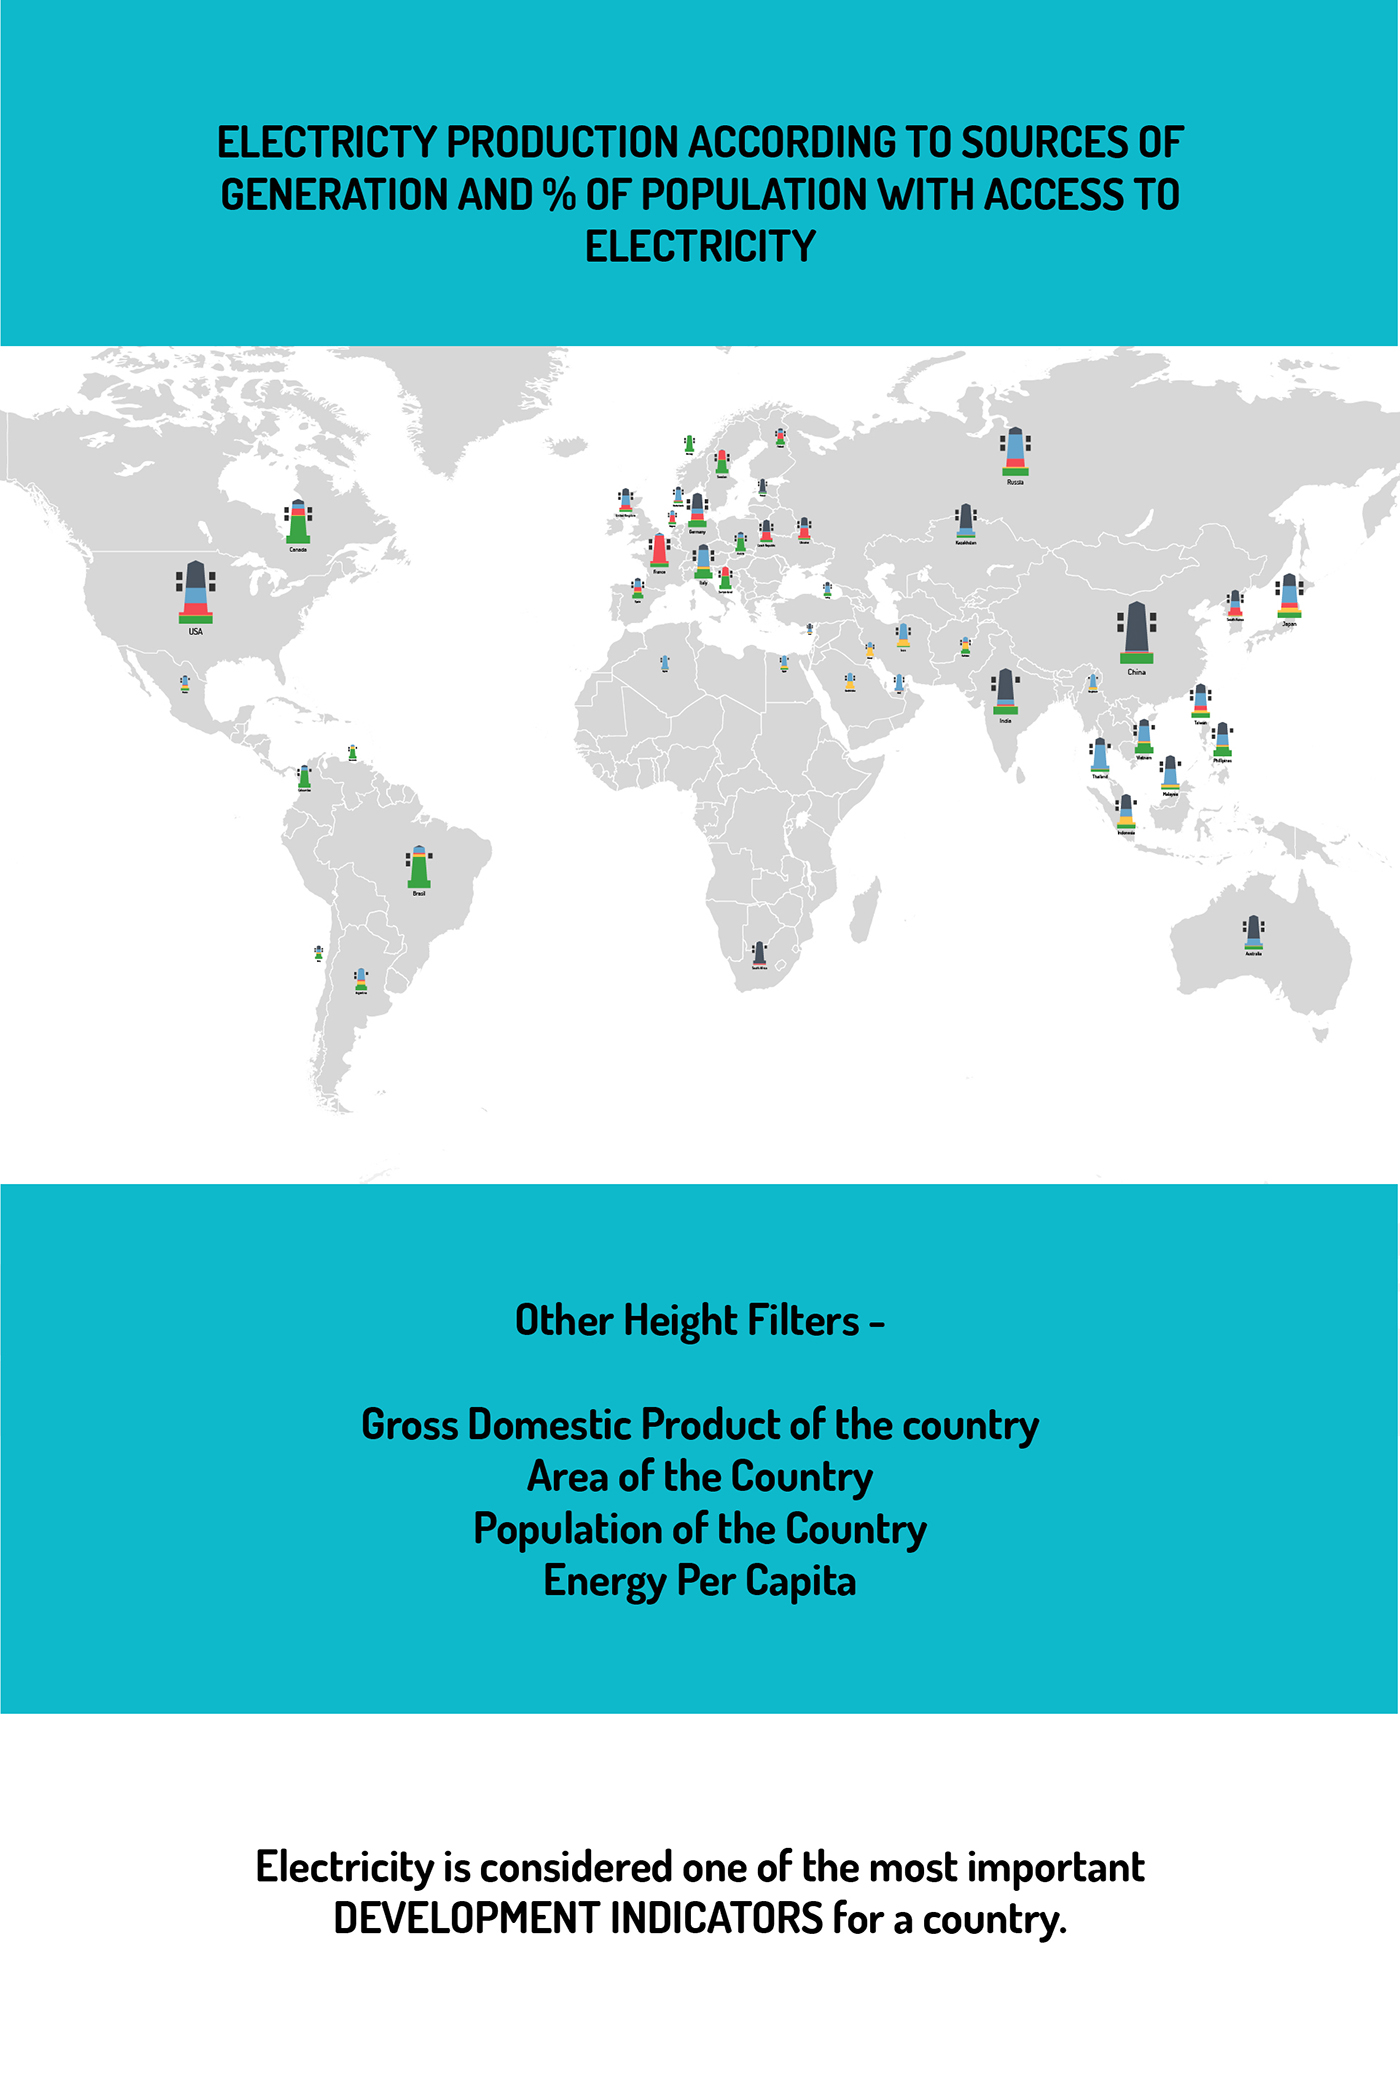 ELECTRICTY PRODUCTION ACCORDING TO SOURCES OF
GENERATION AND % OF POPULATION WITH ACCESS TO
ELECTRICITY
Russia
Canada
Germany
Kazakhstan
France
Italy
USA
Japan
China
India
Taiwan
Vietnam
Philippines
Thailand
Malaysia
Indonesia
Brazil
Australia
South Africa
Other Height Filters -
Gross Domestic Product of the country
Area of the Country
Population of the Country
Energy Per Capita
Electricity is considered one of the most important
DEVELOPMENT INDICATORS for a country.